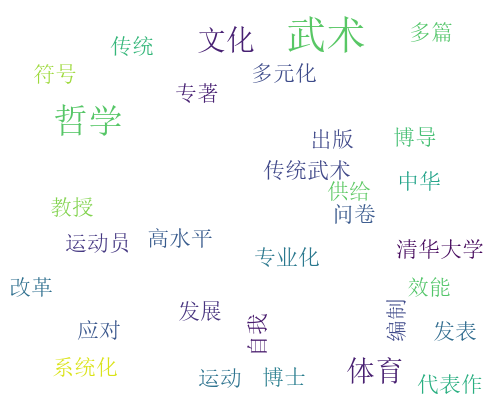 武术
文化
多篇
传统
符号
多元化
专著
哲学
出版
博导
传统武术
中华
供给
教授
问卷
运动员
高水平
清华大学
专业化
改革
效能
发展
编制
自我
应对
发表
系统化
体育
运动
博士
代表作